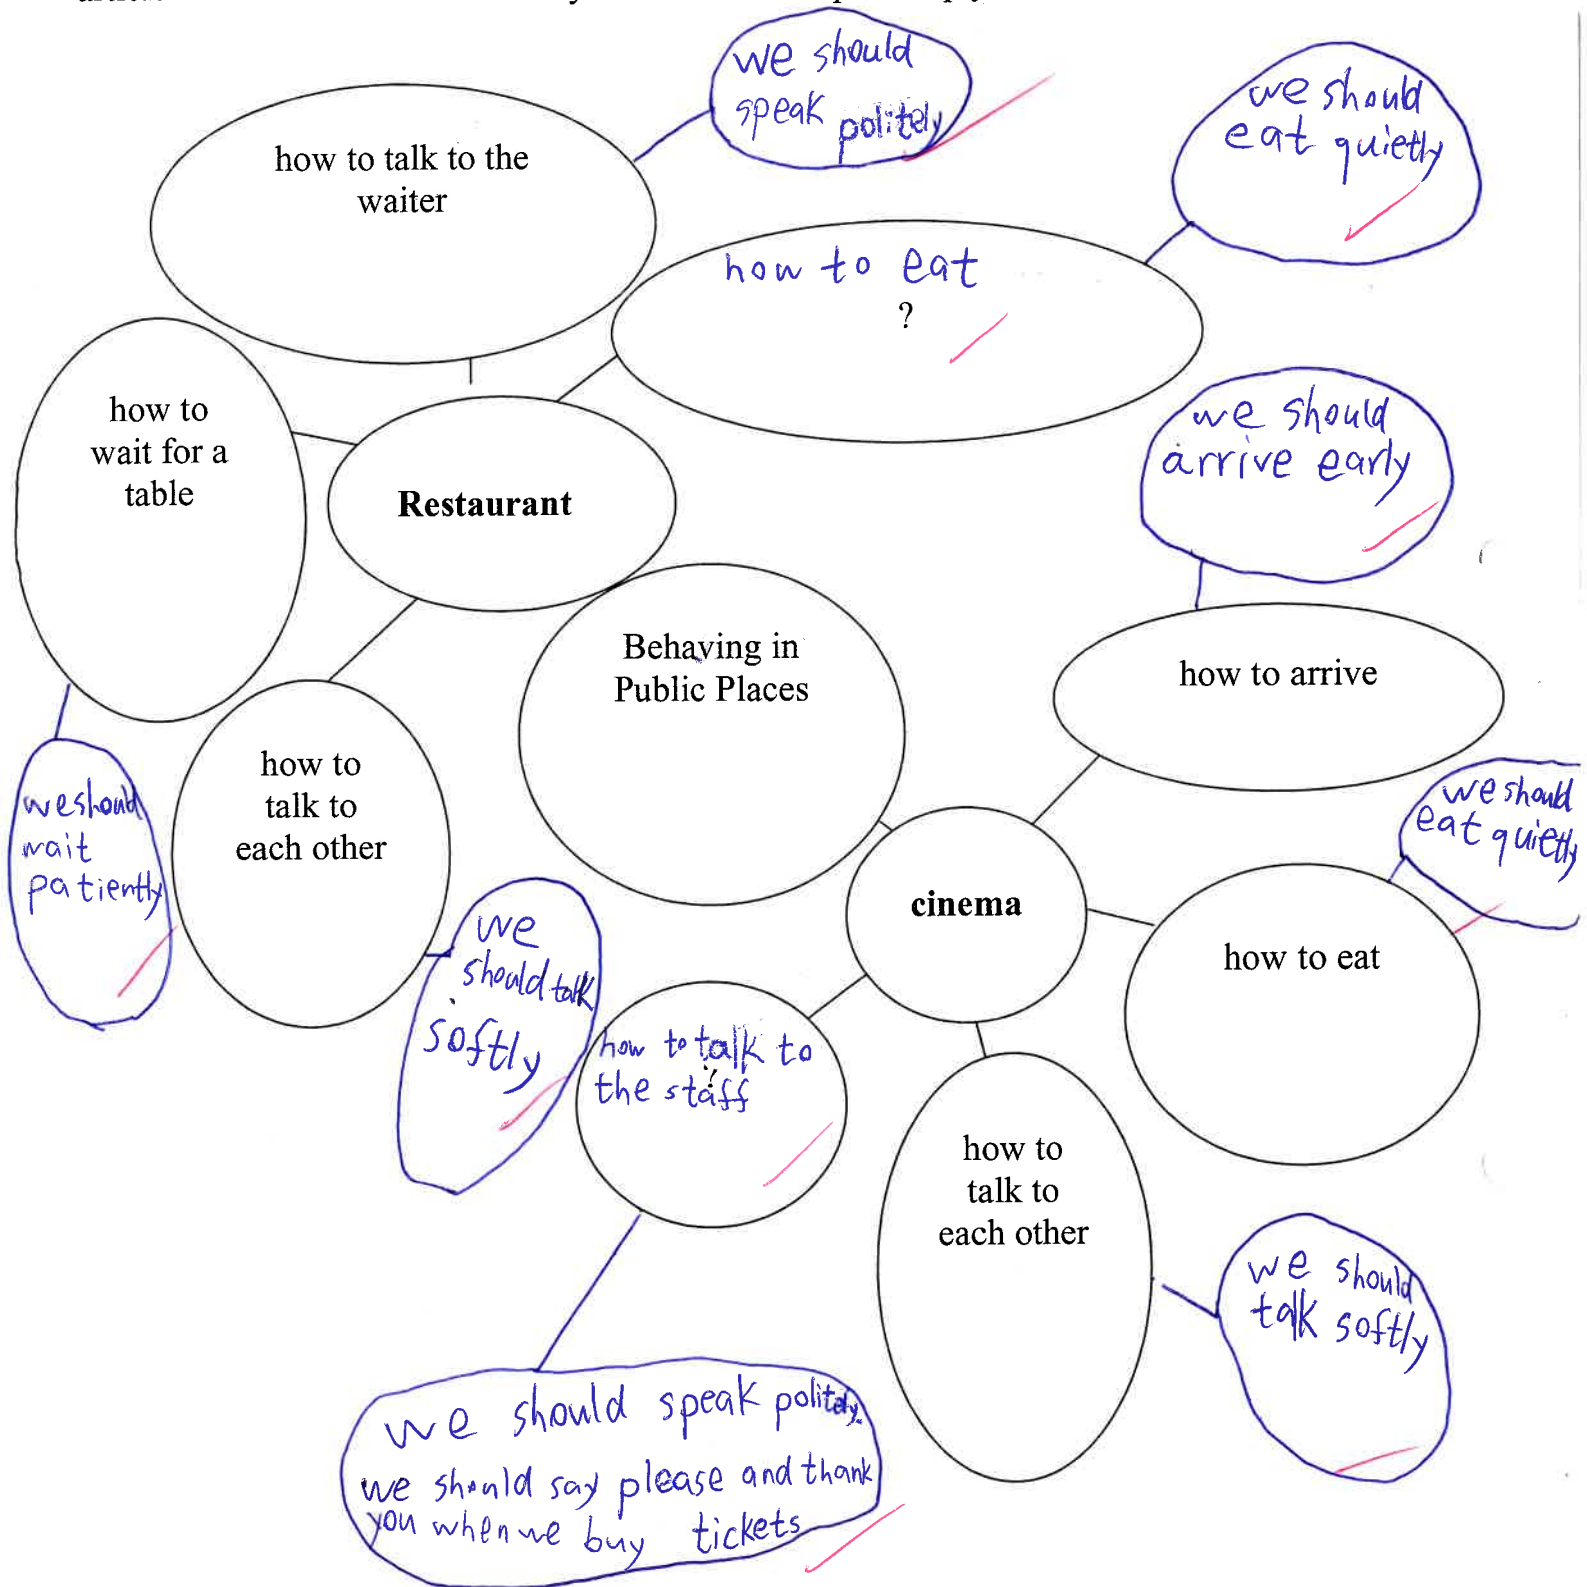 we should
speak politely
we should
eat quietly
how to talk to the
waiter
how to eat
?
we should
arrive early
how to
wait for a
table
Restaurant
Behaving in
Public Places
how to arrive
how to
talk to
each other
we should
wait
patiently
we should
eat quietly
cinema
how to eat
we
should talk
softly
how to talk to
?
the staff
how to
talk to
each other
we should
talk softly
we should speak politely.
we should say please and thank
you when we buy tickets